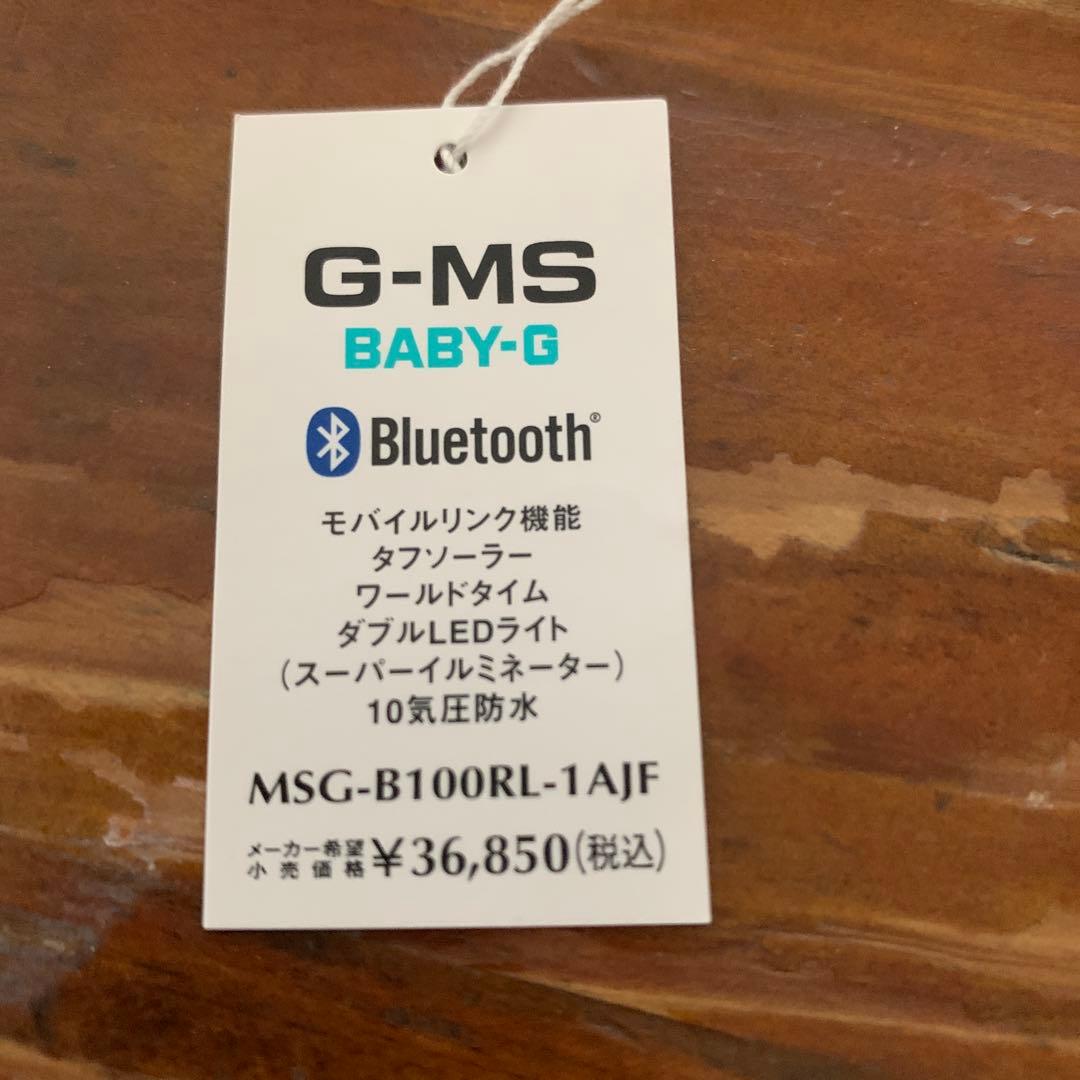 G-MS
BABY-G
Bluetooth®
モバイルリンク機能
タフソーラー
ワールドタイム
ダブルLEDライト
(スーパーイルミネーター)
10気圧防水
MSG-B100RL-1AJF
メーカー希望小売価格 ¥36,850(税込)